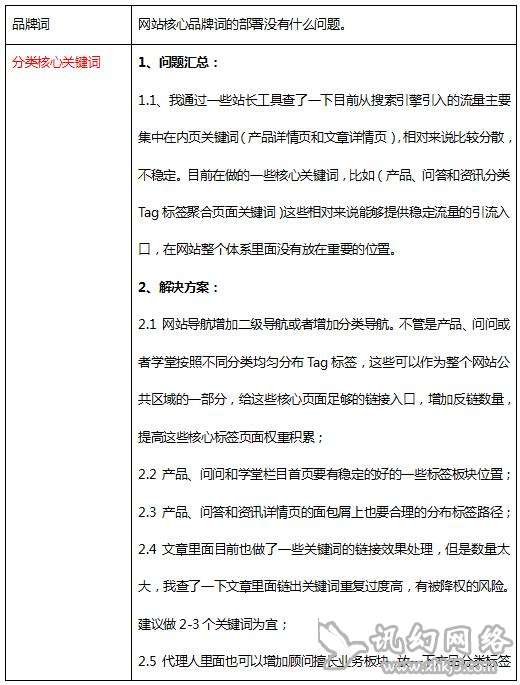 品牌词
网站核心品牌词的部署没有什么问题。
分类核心关键词
1、问题汇总：
1.1、我通过一些站长工具查了一下目前从搜索引擎引入的流量主要
集中在内页关键词（产品详情页和文章详情页），相对来说比较分散，
不稳定。目前在做的一些核心关键词，比如（产品、问答和资讯分类
Tag 标签聚合页面关键词）这些相对来说能够提供稳定流量的引流入
口，在网站整个体系里面没有放在重要的位置。
2、解决方案：
2.1 网站导航增加二级导航或者增加分类导航。不管是产品、问问或
者学堂按照不同分类均匀分布 Tag 标签，这些可以作为整个网站公
共区域的一部分，给这些核心页面足够的链接入口，增加反链数量，
提高这些核心标签页面权重积累；
2.2 产品、问问和学堂栏目首页要有稳定的好的一些标签板块位置；
2.3 产品、问答和资讯详情页的面包屑上也要合理的分布标签路径；
2.4 文章里面目前也做了一些关键词的链接效果处理，但是数量太
大，我查了一下文章里面链出关键词重复过度高，有被降权的风险。
建议做 2-3 个关键词为宜；
2.5 代理人里面也可以增加顾问擅长业务板块，放一下产品分类标签
讯幻网络
www.xhkjs.com